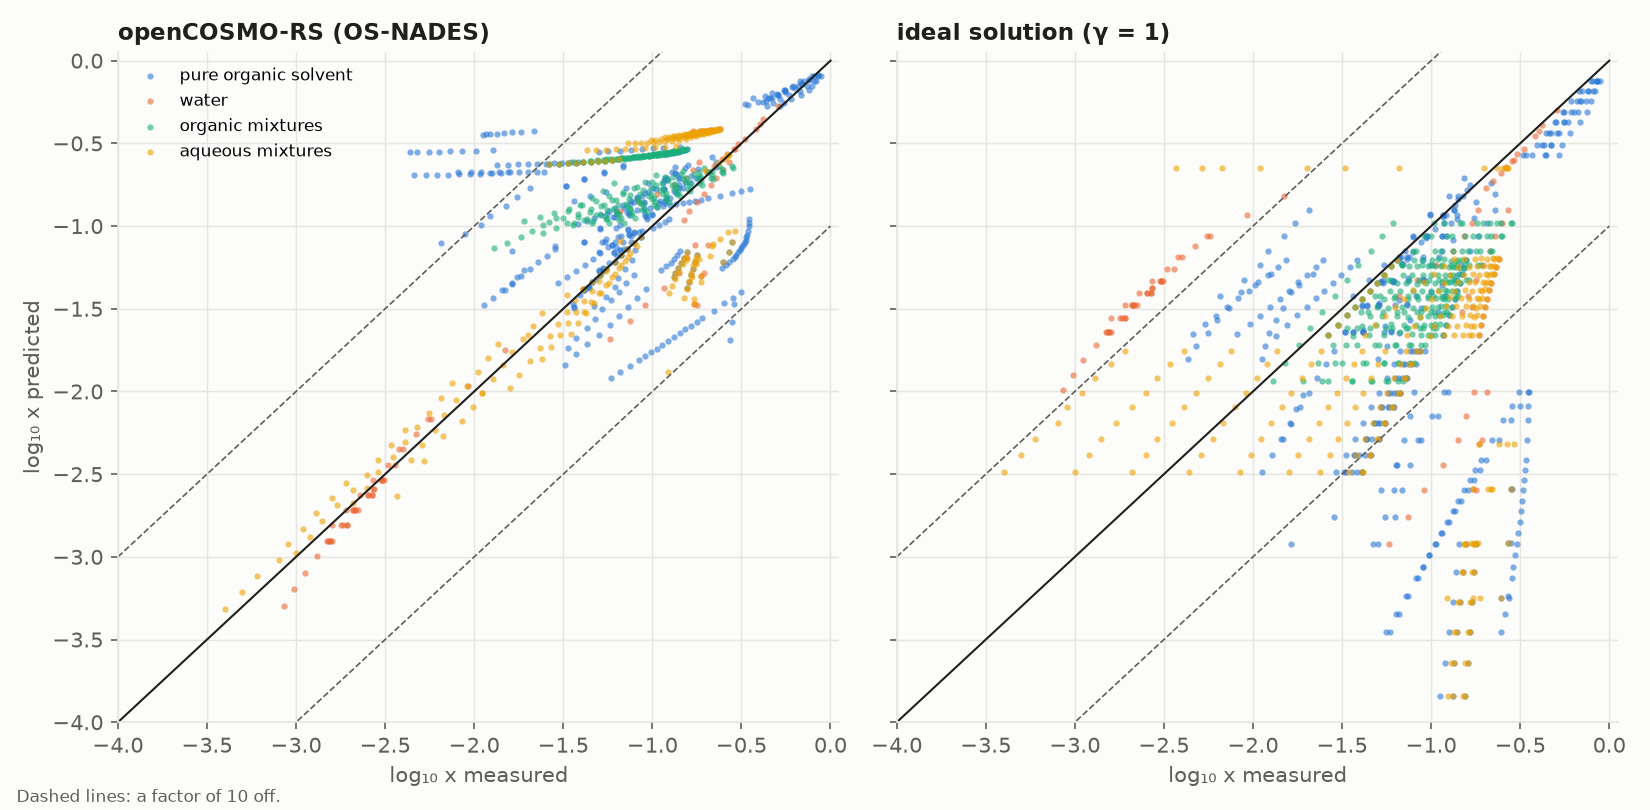 openCOSMO-RS (OS-NADES)
ideal solution (γ = 1)
0.0
−0.5
−1.0
−1.5
−2.0
−2.5
−3.0
−3.5
−4.0
pure organic solvent
water
organic mixtures
aqueous mixtures
log₁₀ x predicted
−4.0 −3.5 −3.0 −2.5 −2.0 −1.5 −1.0 −0.5 0.0
−4.0 −3.5 −3.0 −2.5 −2.0 −1.5 −1.0 −0.5 0.0
log₁₀ x measured
log₁₀ x measured
Dashed lines: a factor of 10 off.